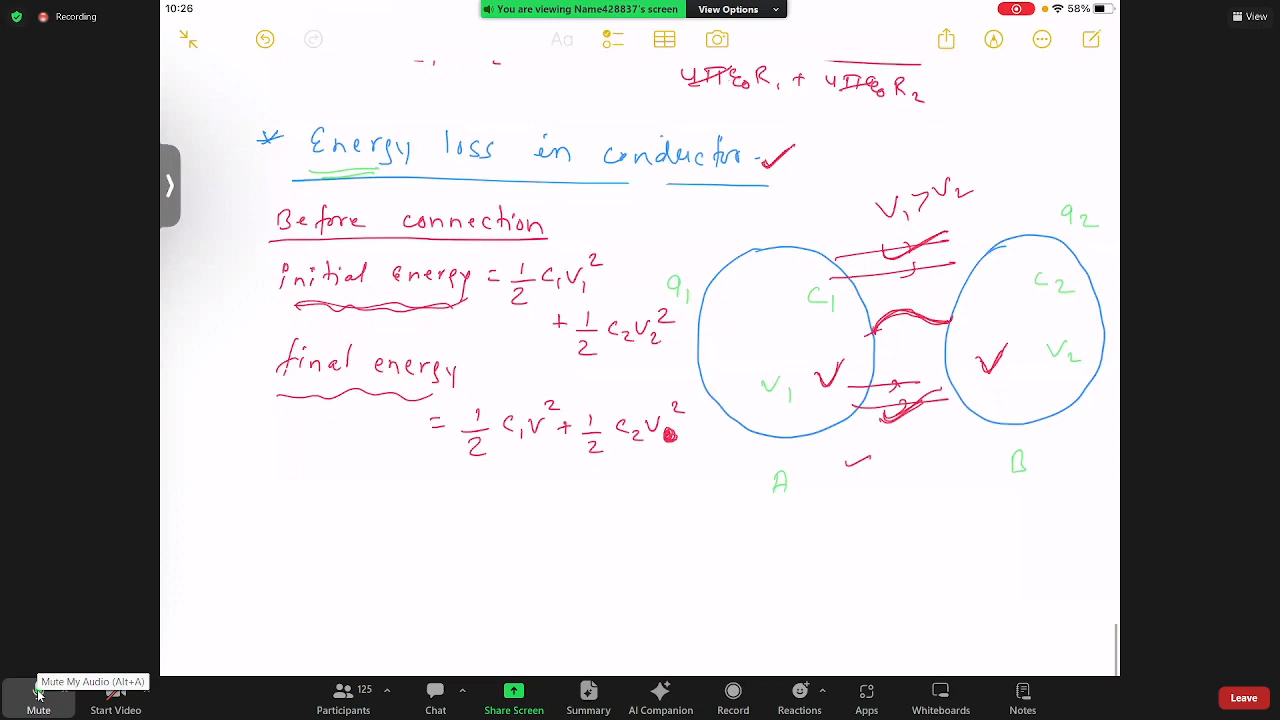 10:26
You are viewing Name428837's screen
View Options
58%
Recording
View
Aa
4πε₀R₁ + 4πε₀R₂
* Energy loss in conductor -
Before connection
V₁ > V₂
q₂
initial energy = 1/2 C₁V₁²
q₁
C₁
C₂
+ 1/2 C₂V₂²
final energy
V₁
V
V
V₂
= 1/2 C₁V² + 1/2 C₂V²
A
B
Mute My Audio (Alt+A)
125
Mute
Start Video
Participants
Chat
Share Screen
Summary
AI Companion
Record
Reactions
Apps
Whiteboards
Notes
Leave